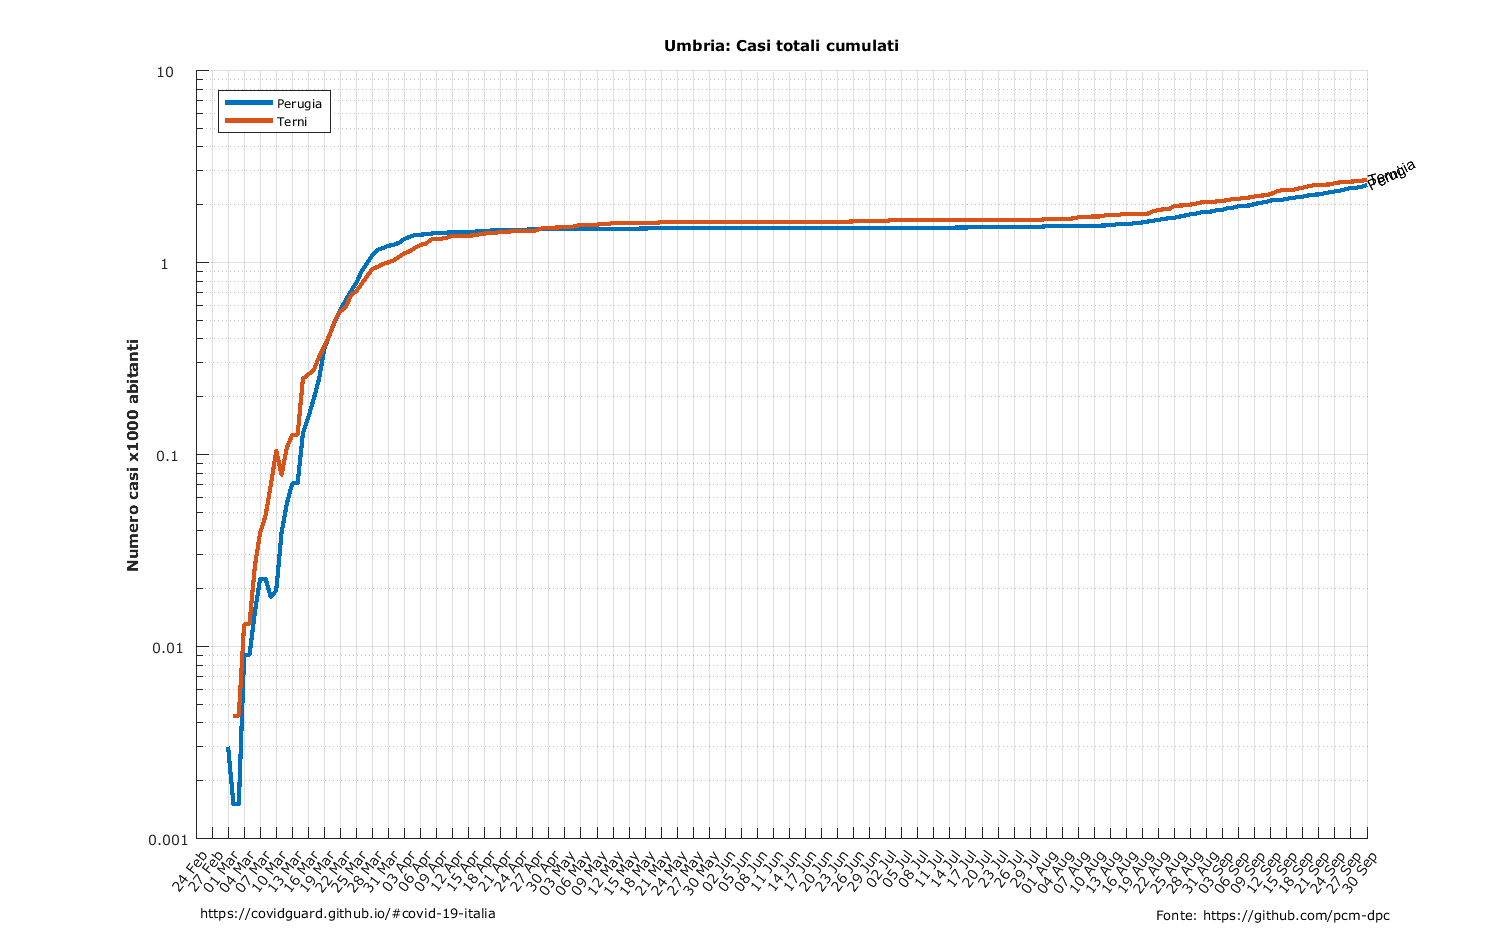 Umbria: Casi totali cumulati
10
1
0.1
0.01
0.001
Numero casi x1000 abitanti
Perugia
Terni
Perugia
Terni
24 Feb
27 Feb
01 Mar
04 Mar
07 Mar
10 Mar
13 Mar
16 Mar
19 Mar
22 Mar
25 Mar
28 Mar
31 Mar
03 Apr
06 Apr
09 Apr
12 Apr
15 Apr
18 Apr
21 Apr
24 Apr
27 Apr
30 Apr
03 May
06 May
09 May
12 May
15 May
18 May
21 May
24 May
27 May
30 May
02 Jun
05 Jun
08 Jun
11 Jun
14 Jun
17 Jun
20 Jun
23 Jun
26 Jun
29 Jun
02 Jul
05 Jul
08 Jul
11 Jul
14 Jul
17 Jul
20 Jul
23 Jul
26 Jul
29 Jul
01 Aug
04 Aug
07 Aug
10 Aug
13 Aug
16 Aug
19 Aug
22 Aug
25 Aug
28 Aug
31 Aug
03 Sep
06 Sep
09 Sep
12 Sep
15 Sep
18 Sep
21 Sep
24 Sep
27 Sep
30 Sep
https://covidguard.github.io/#covid-19-italia
Fonte: https://github.com/pcm-dpc